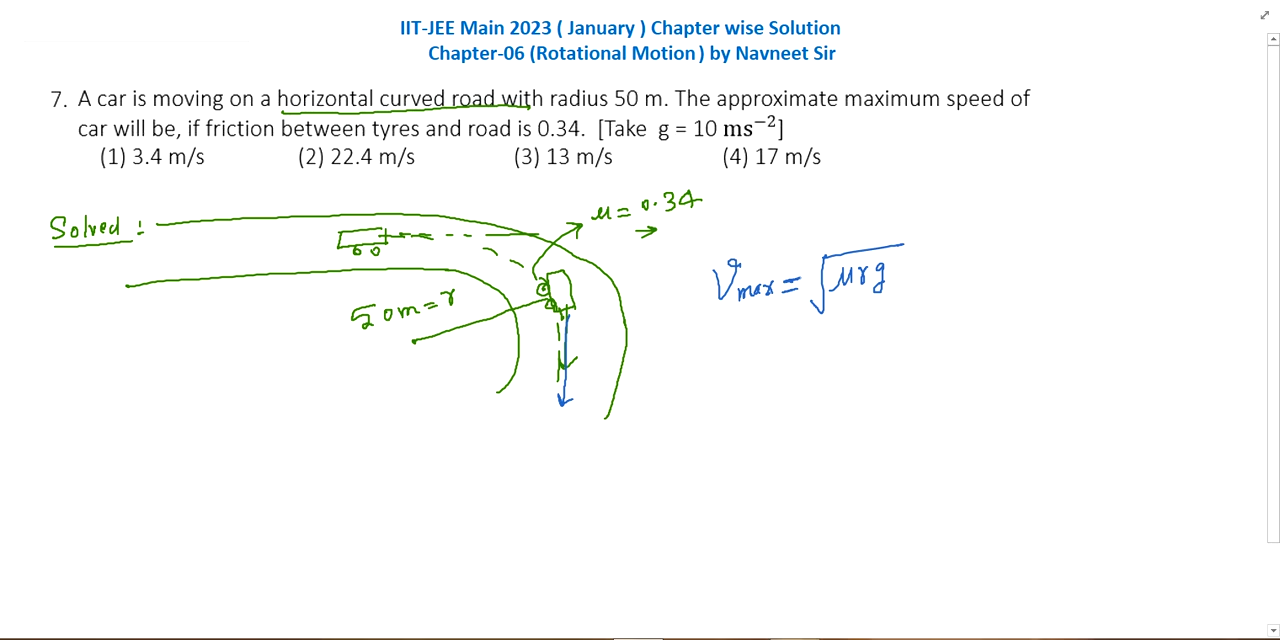 IIT-JEE Main 2023 ( January ) Chapter wise Solution
Chapter-06 (Rotational Motion) by Navneet Sir
7. A car is moving on a horizontal curved road with radius 50 m. The approximate maximum speed of
car will be, if friction between tyres and road is 0.34. [Take g = 10 ms⁻²]
(1) 3.4 m/s (2) 22.4 m/s (3) 13 m/s (4) 17 m/s
Solved :
μ = 0.34
50m = r
Vmax = √μrg